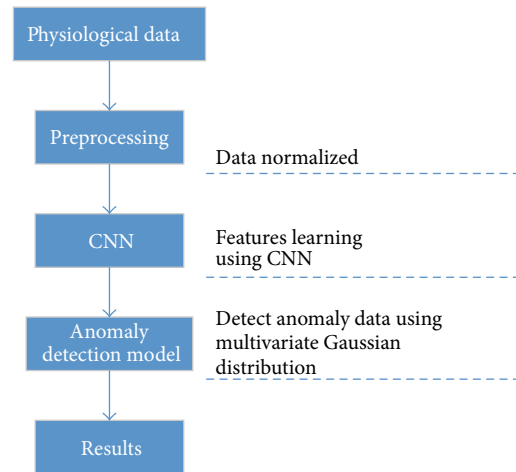 Physiological data
Preprocessing
Data normalized
CNN
Features learning
using CNN
Anomaly
detection model
Detect anomaly data using
multivariate Gaussian
distribution
Results